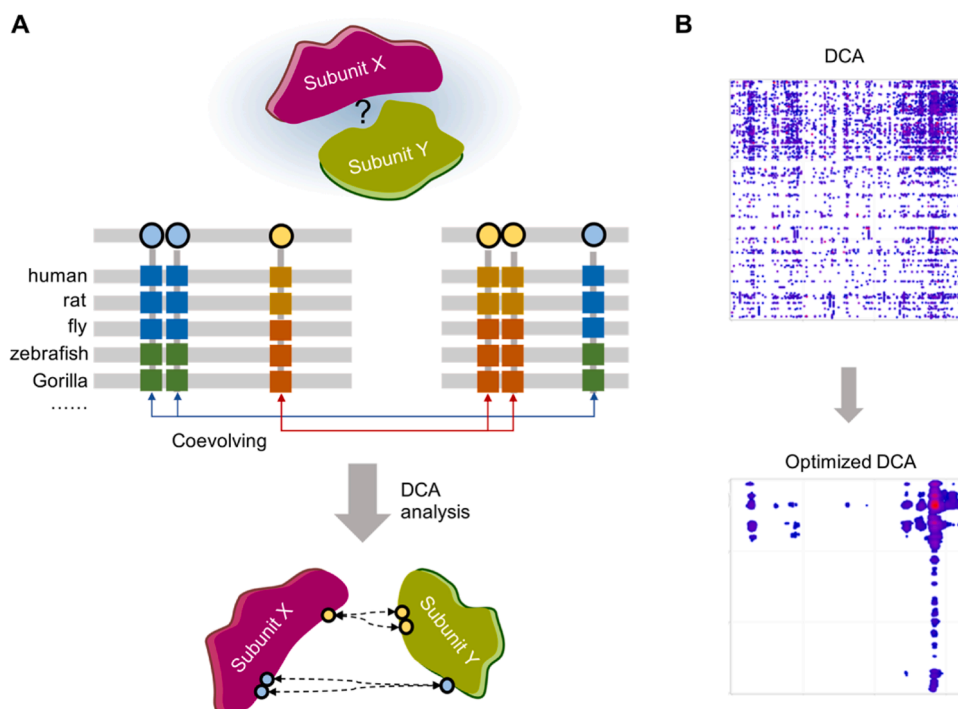 A
Subunit X
?
Subunit Y
human
rat
fly
zebrafish
Gorilla
......
Coevolving
DCA
analysis
Subunit X
Subunit Y
B
DCA
Optimized DCA